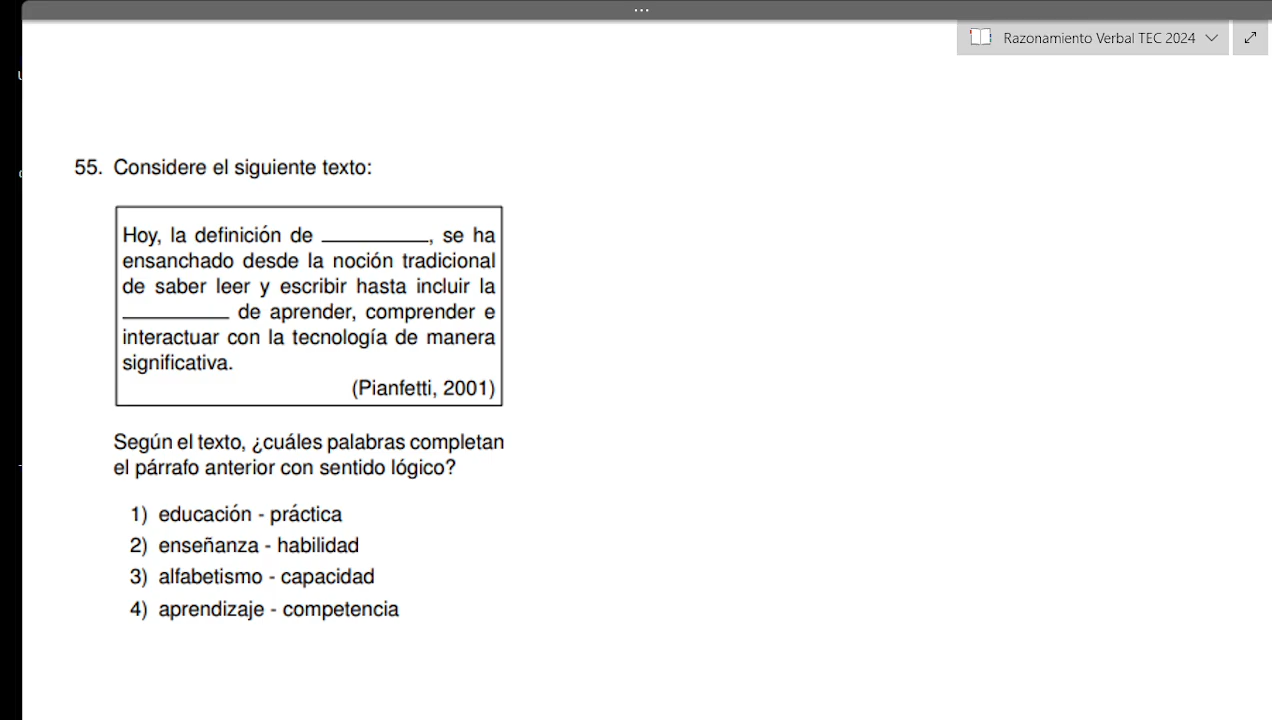 ...
Razonamiento Verbal TEC 2024
55. Considere el siguiente texto:
Hoy, la definición de __________, se ha
ensanchado desde la noción tradicional
de saber leer y escribir hasta incluir la
__________ de aprender, comprender e
interactuar con la tecnología de manera
significativa.
(Pianfetti, 2001)
Según el texto, ¿cuáles palabras completan
el párrafo anterior con sentido lógico?
1) educación - práctica
2) enseñanza - habilidad
3) alfabetismo - capacidad
4) aprendizaje - competencia